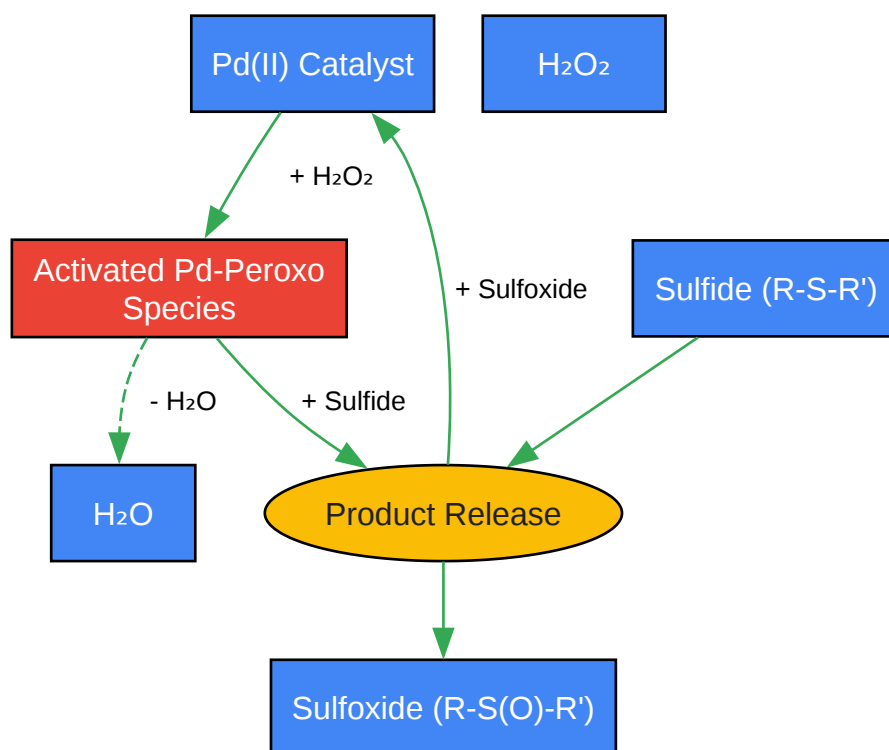 Pd(II) Catalyst
H₂O₂
+ H₂O₂
Activated Pd-Peroxo
Species
+ Sulfoxide
Sulfide (R-S-R')
- H₂O
+ Sulfide
H₂O
Product Release
Sulfoxide (R-S(O)-R')